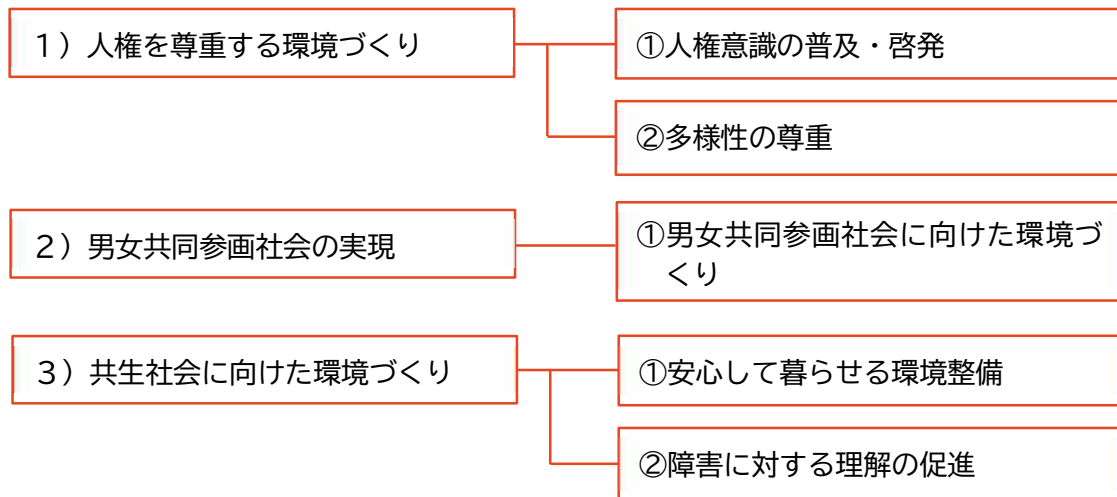 １）人権を尊重する環境づくり
①人権意識の普及・啓発
②多様性の尊重
２）男女共同参画社会の実現
①男女共同参画社会に向けた環境づ
くり
３）共生社会に向けた環境づくり
①安心して暮らせる環境整備
②障害に対する理解の促進